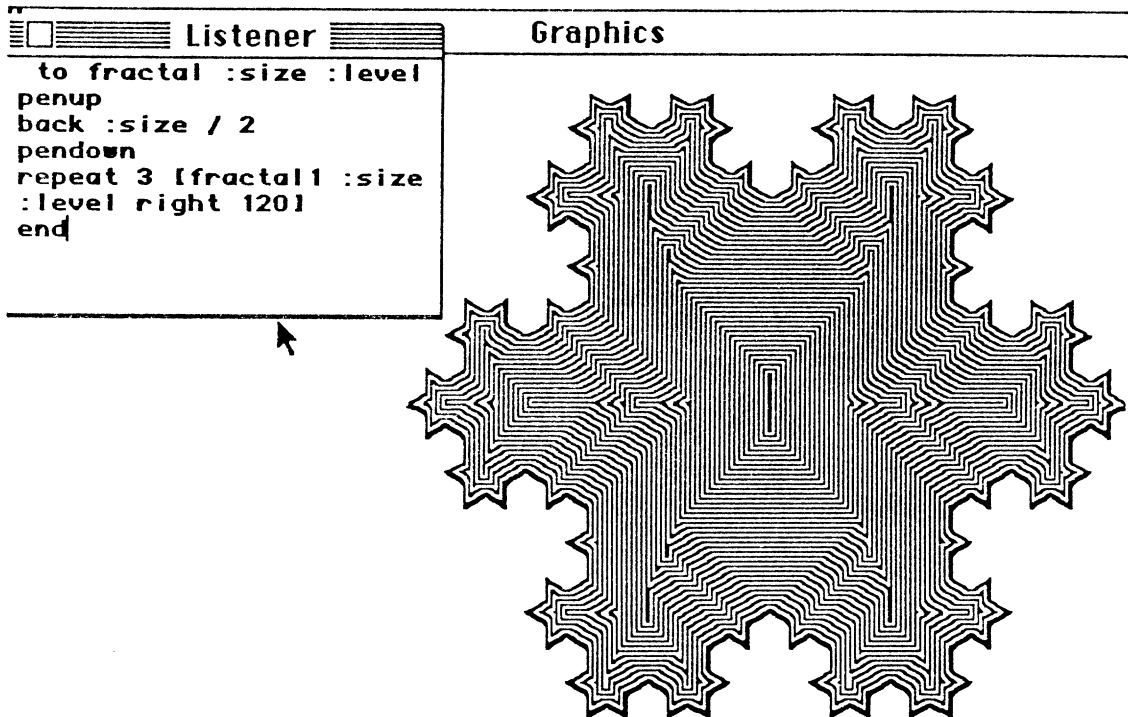 Listener
Graphics
to fractal :size :level
penup
back :size / 2
pendown
repeat 3 [fractal1 :size
:level right 120]
end